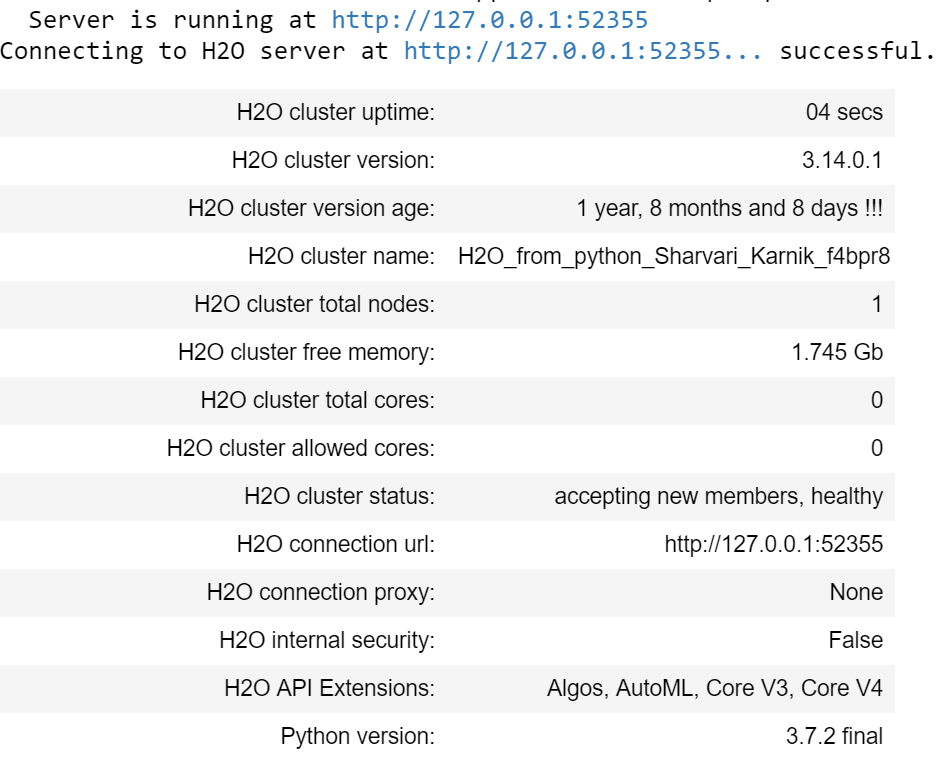 Server is running at http://127.0.0.1:52355
Connecting to H2O server at http://127.0.0.1:52355... successful.
H2O cluster uptime: 04 secs
H2O cluster version: 3.14.0.1
H2O cluster version age: 1 year, 8 months and 8 days !!!
H2O cluster name: H2O_from_python_Sharvari_Karnik_f4bpr8
H2O cluster total nodes: 1
H2O cluster free memory: 1.745 Gb
H2O cluster total cores: 0
H2O cluster allowed cores: 0
H2O cluster status: accepting new members, healthy
H2O connection url: http://127.0.0.1:52355
H2O connection proxy: None
H2O internal security: False
H2O API Extensions: Algos, AutoML, Core V3, Core V4
Python version: 3.7.2 final